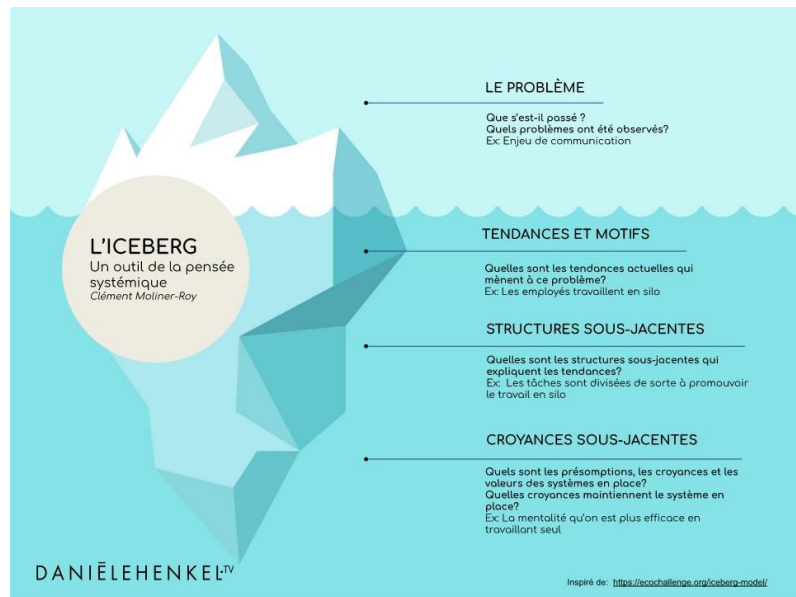 LE PROBLÈME
Que s'est-il passé ?
Quels problèmes ont été observés?
Ex: Enjeu de communication
L'ICEBERG
Un outil de la pensée
systémique
Clément Moliner-Roy
TENDANCES ET MOTIFS
Quelles sont les tendances actuelles qui
mènent à ce problème?
Ex: Les employés travaillent en silo
STRUCTURES SOUS-JACENTES
Quelles sont les structures sous-jacentes qui
expliquent les tendances?
Ex: Les tâches sont divisées de sorte à promouvoir
le travail en silo
CROYANCES SOUS-JACENTES
Quels sont les présomptions, les croyances et les
valeurs des systèmes en place?
Quelles croyances maintiennent le système en
place?
Ex: La mentalité qu'on est plus efficace en
travaillant seul
DANIĒLEHENKEL.TV
Inspiré de: https://ecochallenge.org/iceberg-model/